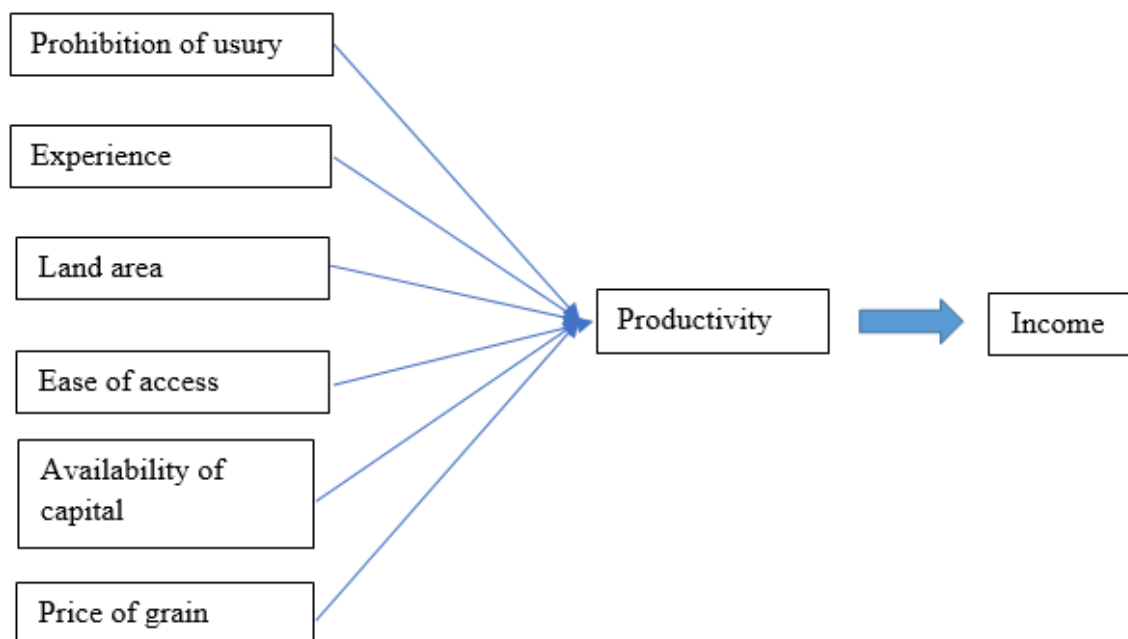 Prohibition of usury
Experience
Land area
Ease of access
Availability of
capital
Price of grain
Productivity
Income